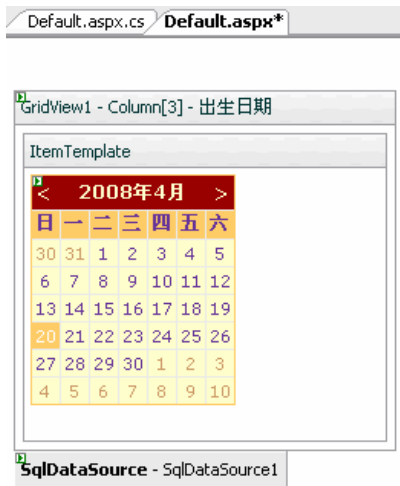 Default.aspx.cs Default.aspx*
GridView1 - Column[3] - 出生日期
ItemTemplate
< 2008年4月 >
日 一 二 三 四 五 六
30 31 1 2 3 4 5
6 7 8 9 10 11 12
13 14 15 16 17 18 19
20 21 22 23 24 25 26
27 28 29 30 1 2 3
4 5 6 7 8 9 10
SqlDataSource - SqlDataSource1